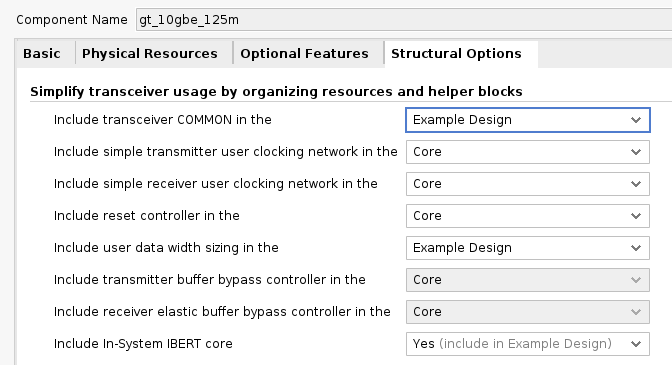 Component Name gt_10gbe_125m
Basic Physical Resources Optional Features Structural Options
Simplify transceiver usage by organizing resources and helper blocks
Include transceiver COMMON in the Example Design
Include simple transmitter user clocking network in the Core
Include simple receiver user clocking network in the Core
Include reset controller in the Core
Include user data width sizing in the Example Design
Include transmitter buffer bypass controller in the Core
Include receiver elastic buffer bypass controller in the Core
Include In-System IBERT core Yes (include in Example Design)